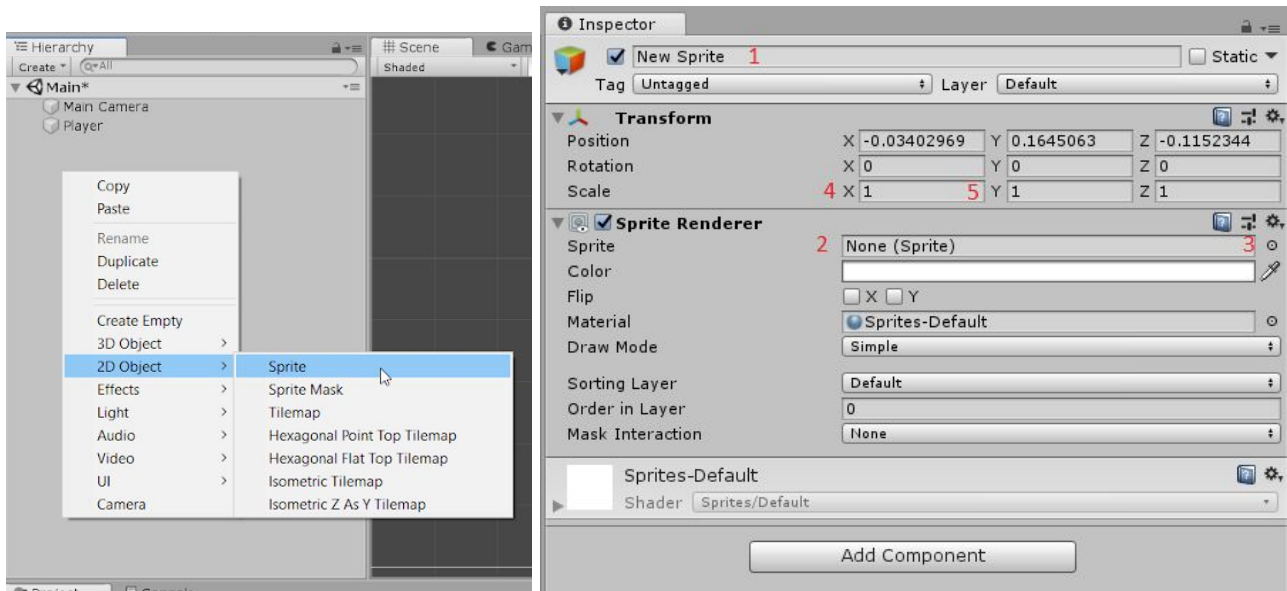 Hierarchy
Create
All
Main*
Main Camera
Player
Copy
Paste
Rename
Duplicate
Delete
Create Empty
3D Object >
2D Object >
Effects >
Light >
Audio >
Video >
UI >
Camera
Sprite
Sprite Mask
Tilemap
Hexagonal Point Top Tilemap
Hexagonal Flat Top Tilemap
Isometric Tilemap
Isometric Z As Y Tilemap
Scene Gam
Shaded
Inspector
New Sprite 1 Static
Tag Untagged Layer Default
Transform
Position X -0.03402969 Y 0.1645063 Z -0.1152344
Rotation X 0 Y 0 Z 0
Scale 4 X 1 5 Y 1 Z 1
Sprite Renderer
Sprite 2 None (Sprite) 3
Color
Flip X Y
Material Sprites-Default
Draw Mode Simple
Sorting Layer Default
Order in Layer 0
Mask Interaction None
Sprites-Default
Shader Sprites/Default
Add Component